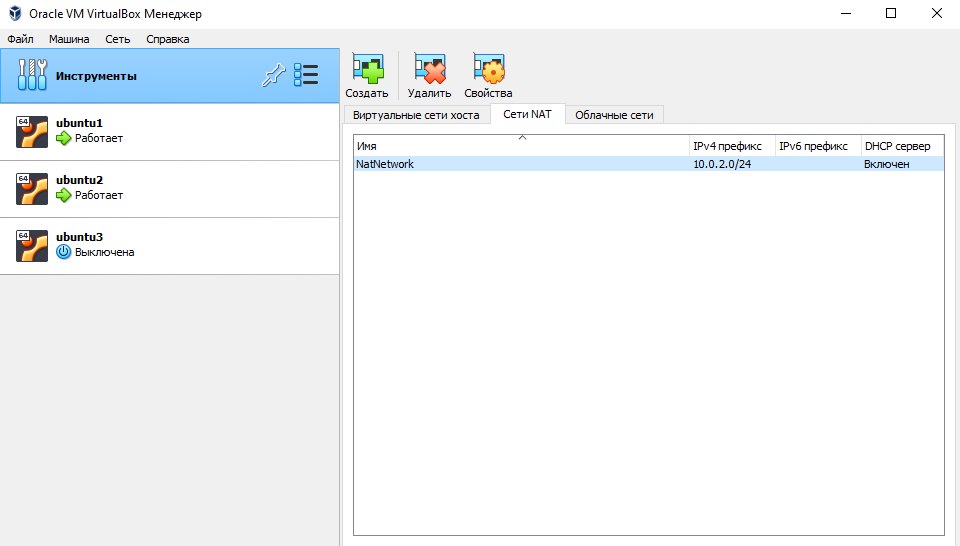 Oracle VM VirtualBox Менеджер
Файл Машина Сеть Справка
Инструменты
64 ubuntu1
Работает
64 ubuntu2
Работает
64 ubuntu3
Выключена
Создать Удалить Свойства
Виртуальные сети хоста Сети NAT Облачные сети
Имя IPv4 префикс IPv6 префикс DHCP сервер
NatNetwork 10.0.2.0/24 Включен